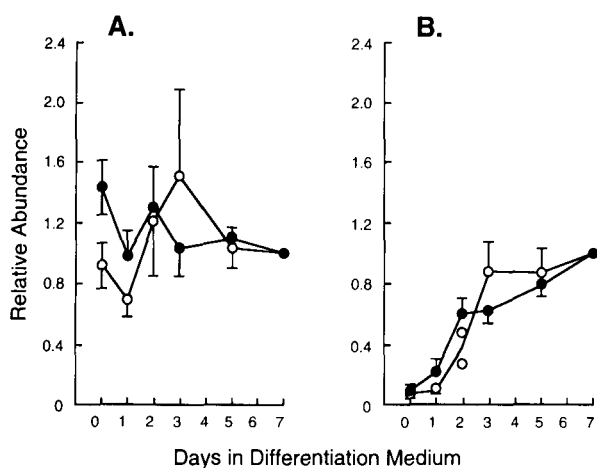 A. B.
2.4 2.4
2.0 2.0
1.6 1.6
1.2 1.2
0.8 0.8
0.4 0.4
0 0
0 1 2 3 4 5 6 7 0 1 2 3 4 5 6 7
Relative Abundance
Days in Differentiation Medium